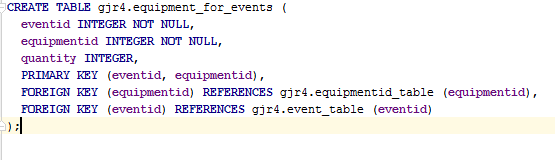 CREATE TABLE gjr4.equipment_for_events (
eventid INTEGER NOT NULL,
equipmentid INTEGER NOT NULL,
quantity INTEGER,
PRIMARY KEY (eventid, equipmentid),
FOREIGN KEY (equipmentid) REFERENCES gjr4.equipmentid_table (equipmentid),
FOREIGN KEY (eventid) REFERENCES gjr4.event_table (eventid)
);